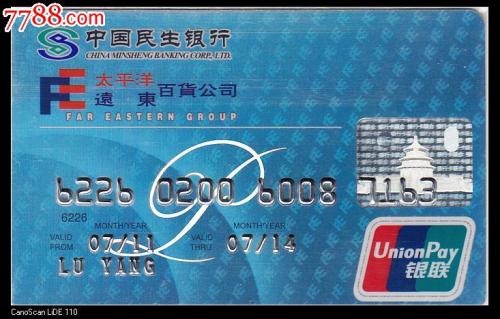 7788.com
中国民生银行
CHINA MINSHENG BANKING CORP., LTD.
FE 太平洋 百貨公司
遠東
FAR EASTERN GROUP
6226 0200 6008 7163
6226
MONTH/YEAR MONTH/YEAR
VALID FROM 07/11 VALID THRU 07/14
LU YANG
UnionPay
银联
CanoScan LiDE 110